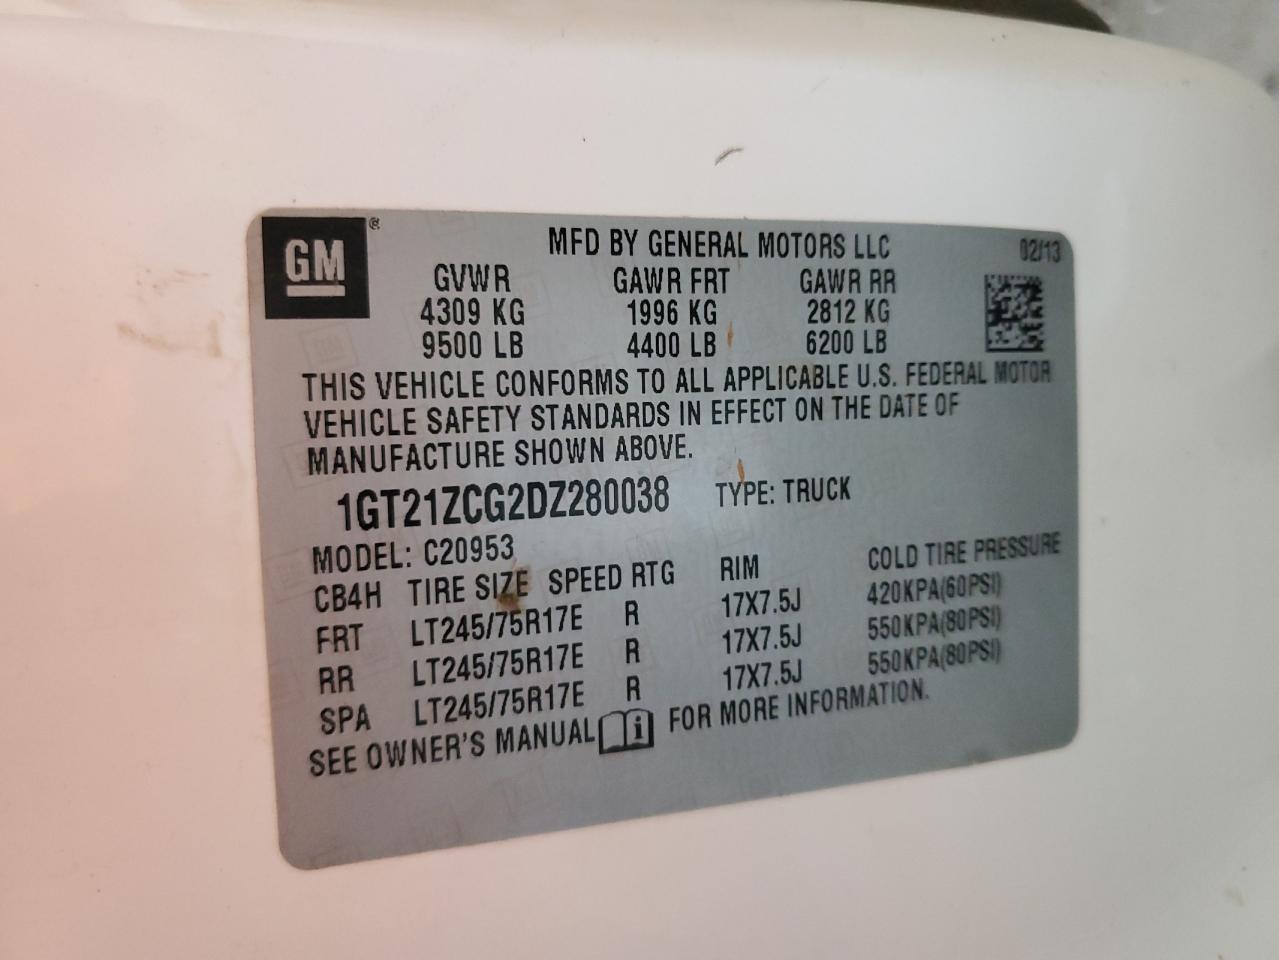 GM
MFD BY GENERAL MOTORS LLC 02/13
GVWR GAWR FRT GAWR RR
4309 KG 1996 KG 2812 KG
9500 LB 4400 LB 6200 LB
THIS VEHICLE CONFORMS TO ALL APPLICABLE U.S. FEDERAL MOTOR
VEHICLE SAFETY STANDARDS IN EFFECT ON THE DATE OF
MANUFACTURE SHOWN ABOVE.
1GT21ZCG2DZ280038 TYPE: TRUCK
MODEL: C20953
CB4H TIRE SIZE SPEED RTG RIM COLD TIRE PRESSURE
FRT LT245/75R17E R 17X7.5J 420KPA(60PSI)
RR LT245/75R17E R 17X7.5J 550KPA(80PSI)
SPA LT245/75R17E R 17X7.5J 550KPA(80PSI)
SEE OWNER'S MANUAL i FOR MORE INFORMATION.